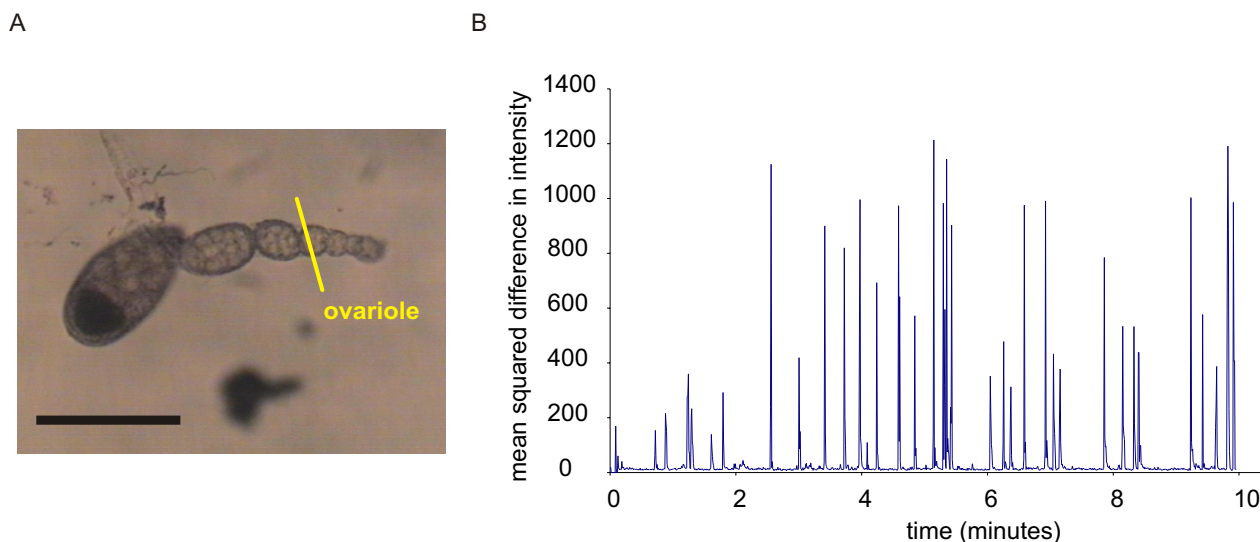 A
B
ovariole
mean squared difference in intensity
1400
1200
1000
800
600
400
200
0
0 2 4 6 8 10
time (minutes)